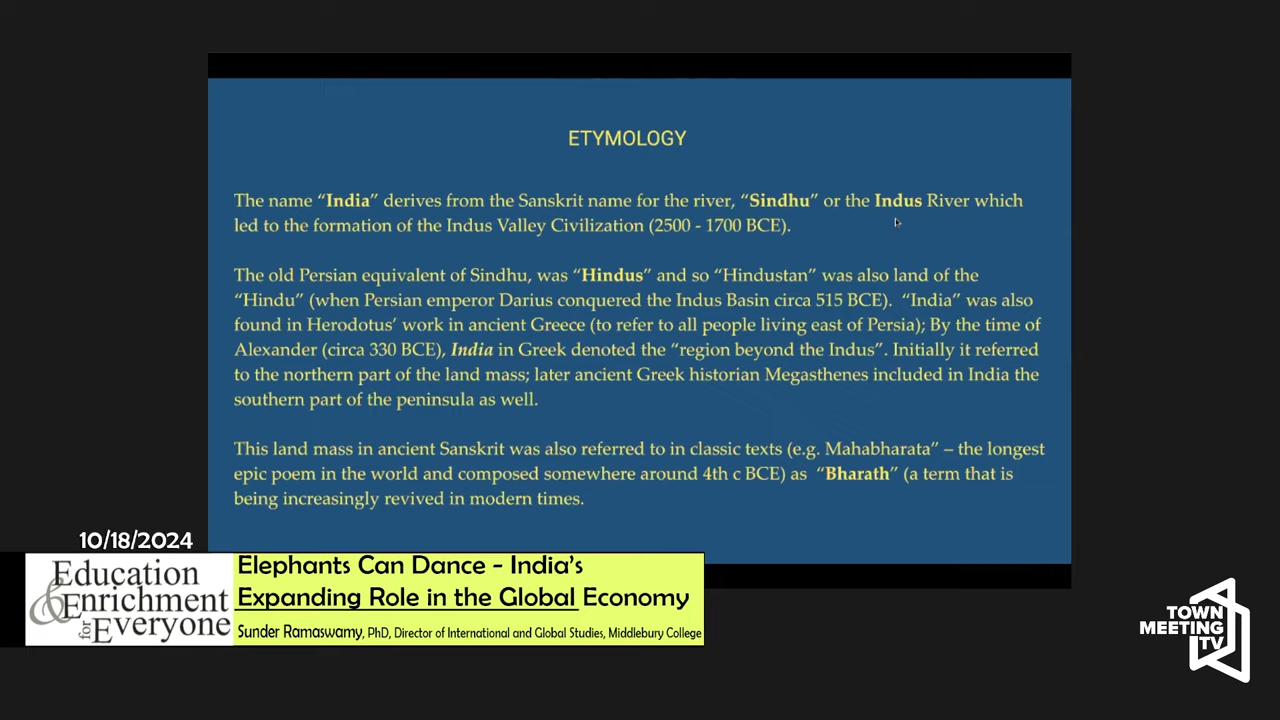 ETYMOLOGY
The name “India” derives from the Sanskrit name for the river, “Sindhu” or the Indus River which
led to the formation of the Indus Valley Civilization (2500 - 1700 BCE).
The old Persian equivalent of Sindhu, was “Hindus” and so “Hindustan” was also land of the
“Hindu” (when Persian emperor Darius conquered the Indus Basin circa 515 BCE).  “India” was also
found in Herodotus’ work in ancient Greece (to refer to all people living east of Persia); By the time of
Alexander (circa 330 BCE), India in Greek denoted the “region beyond the Indus”. Initially it referred
to the northern part of the land mass; later ancient Greek historian Megasthenes included in India the
southern part of the peninsula as well.
This land mass in ancient Sanskrit was also referred to in classic texts (e.g. Mahabharata” – the longest
epic poem in the world and composed somewhere around 4th c BCE) as  “Bharath” (a term that is
being increasingly revived in modern times.
10/18/2024
Education
& Enrichment
for Everyone
Elephants Can Dance - India’s
Expanding Role in the Global Economy
Sunder Ramaswamy, PhD, Director of International and Global Studies, Middlebury College
TOWN
MEETING
TV